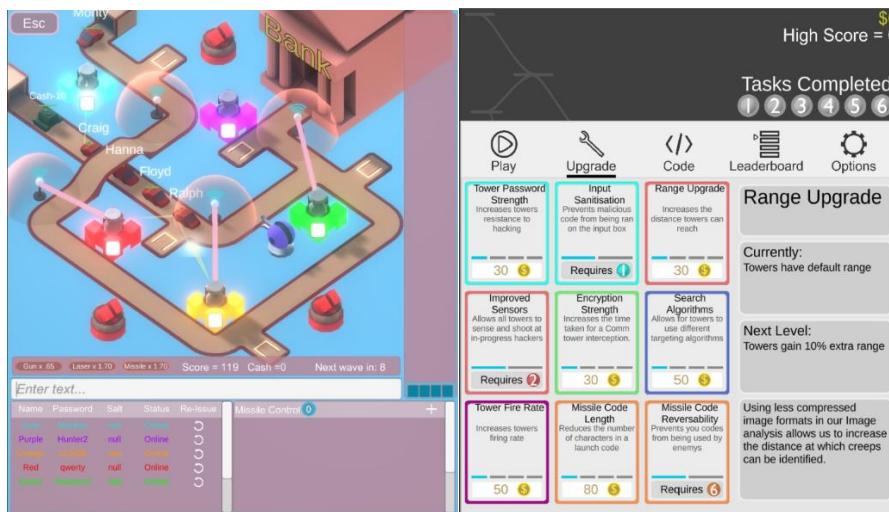 Esc
Monty
Bank
Cash-10
Craig
Hanna
Floyd
Ralph
Gun x .65 Laser x 1.70 Missile x 1.70 Score = 119 Cash =0 Next wave in: 8
Enter text...
Name Password Salt Status Re-Issue
Purple Hunter2 null Online
Red qwerty null Online
Missile Control 0 +
$
High Score =
Tasks Completed
1 2 3 4 5 6
Play Upgrade Code Leaderboard Options
Tower Password
Strength
Increases towers
resistance to
hacking
30 $
Input
Sanitisation
Prevents malicious
code from being ran
on the input box
Requires 1
Range Upgrade
Increases the
distance towers can
reach
30 $
Improved
Sensors
Allows all towers to
sense and shoot at
in-progress hackers
Requires 2
Encryption
Strength
Increases the time
taken for a Comm
tower interception.
30 $
Search
Algorithms
Allows for towers to
use different
targeting algorithms
50 $
Tower Fire Rate
Increases towers
firing rate
50 $
Missile Code
Length
Reduces the number
of characters in a
launch code
80 $
Missile Code
Reversability
Prevents you codes
from being used by
enemys
Requires 6
Range Upgrade
Currently:
Towers have default range
Next Level:
Towers gain 10% extra range
Using less compressed
image formats in our Image
analysis allows us to increase
the distance at which creeps
can be identified.